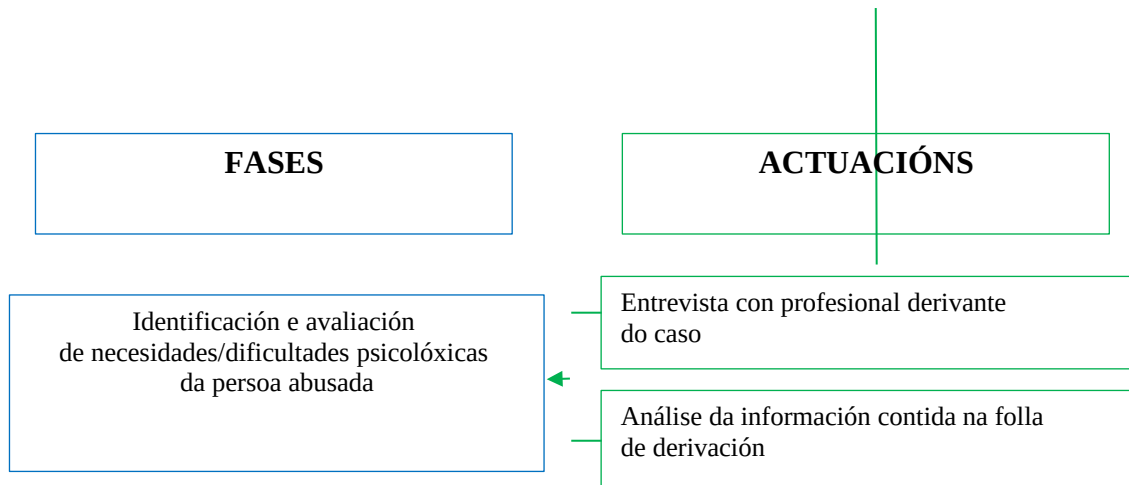 FASES
ACTUACIÓNS
Identificación e avaliación
de necesidades/dificultades psicolóxicas
da persoa abusada
Entrevista con profesional derivante
do caso
Análise da información contida na folla
de derivación